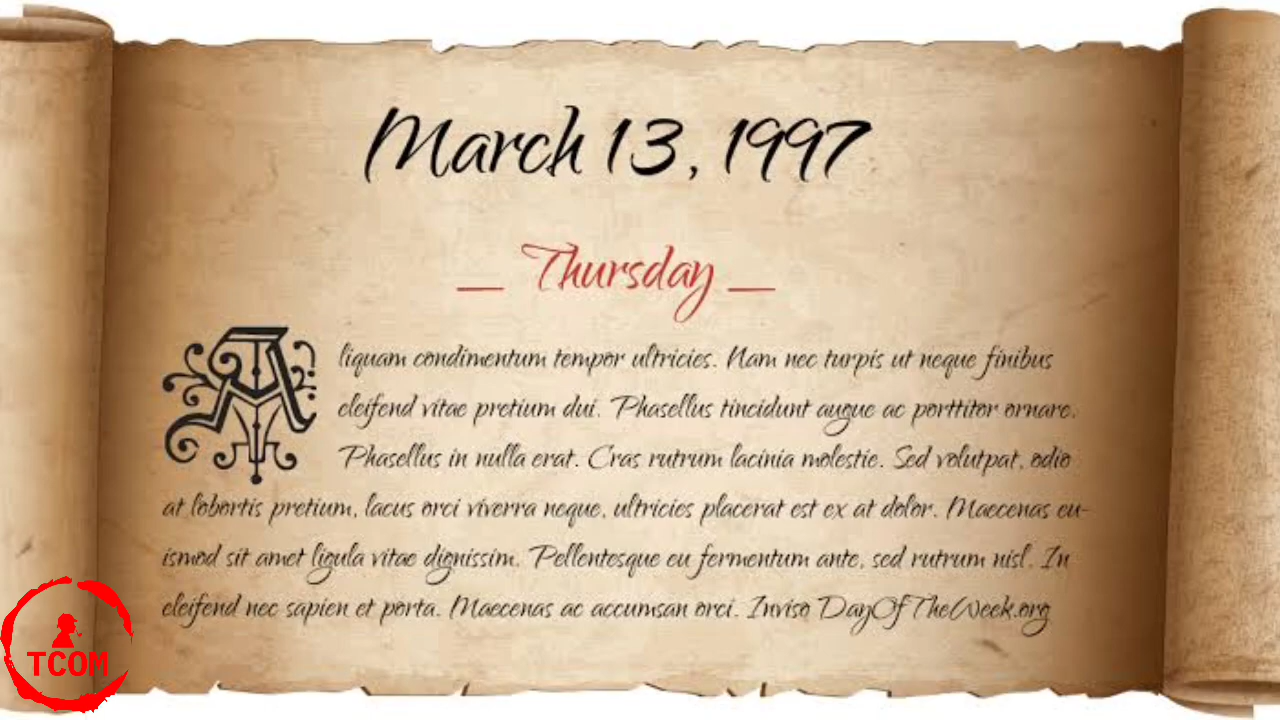 March 13, 1997
__ Thursday __
Aliquam condimentum tempor ultricies. Nam nec turpis ut neque finibus
eleifend vitae pretium dui. Phasellus tincidunt augue ac porttitor ornare.
Phasellus in nulla erat. Cras rutrum lacinia molestie. Sed volutpat, odio
at lobortis pretium, lacus orci viverra neque, ultricies placerat est ex at dolor. Maecenas eu-
ismod sit amet ligula vitae dignissim. Pellentesque eu fermentum ante, sed rutrum nisl. In
eleifend nec sapien et porta. Maecenas ac accumsan orci. Inviso DayOfTheWeek.org
TCOM